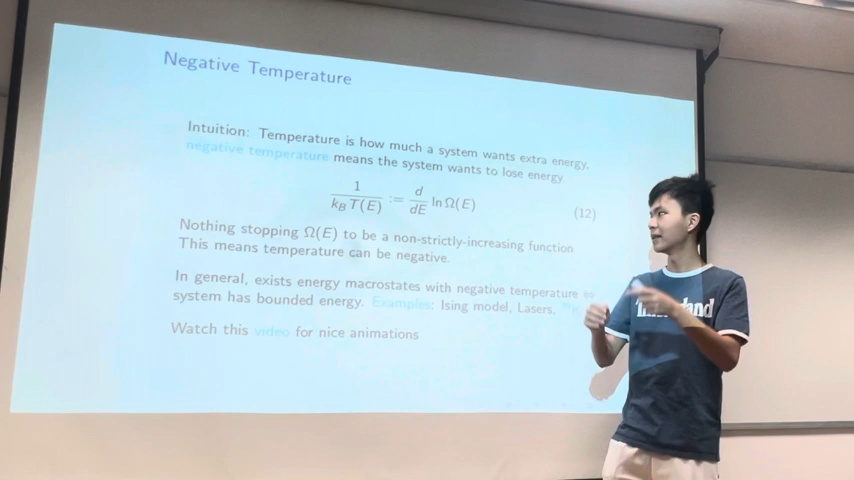 Negative Temperature
Intuition: Temperature is how much a system wants extra energy,
negative temperature means the system wants to lose energy
1/(k_B T(E)) := d/dE ln Ω(E) (12)
Nothing stopping Ω(E) to be a non-strictly-increasing function
This means temperature can be negative.
In general, exists energy macrostates with negative temperature
system has bounded energy. Examples: Ising model, Lasers,
Watch this video for nice animations